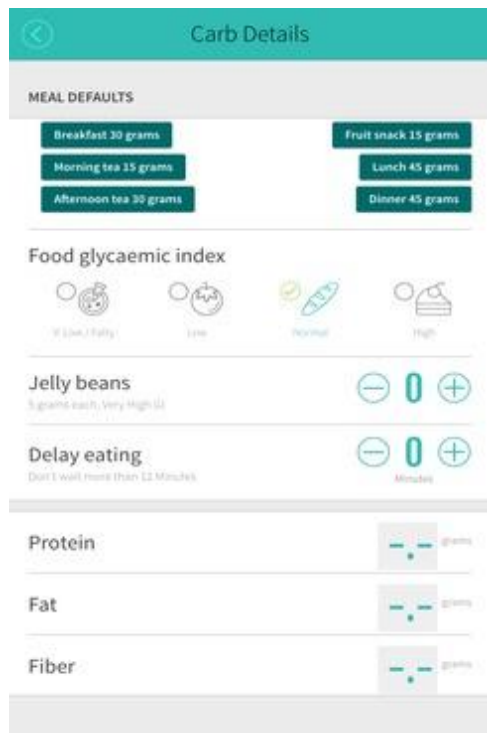 Carb Details
MEAL DEFAULTS
Breakfast 30 grams
Fruit snack 15 grams
Morning tea 15 grams
Lunch 45 grams
Afternoon tea 30 grams
Dinner 45 grams
Food glycaemic index
V Low / Fatty
Low
Normal
High
Jelly beans
0
5 grams each, Very High GI
Delay eating
0
Don't wait more than 12 Minutes
Minutes
Protein
-.- grams
Fat
-.- grams
Fiber
-.- grams